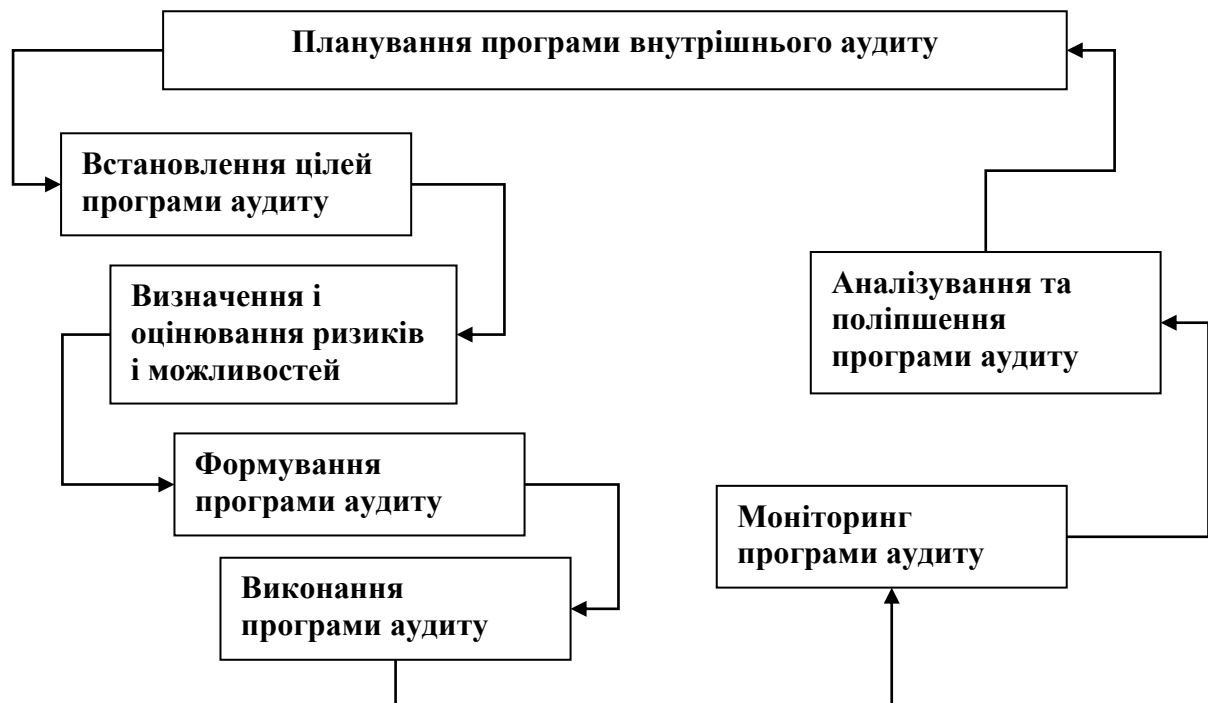 Планування програми внутрішнього аудиту
Встановлення цілей
програми аудиту
Визначення і
оцінювання ризиків
і можливостей
Формування
програми аудиту
Виконання
програми аудиту
Моніторинг
програми аудиту
Аналізування та
поліпшення
програми аудиту